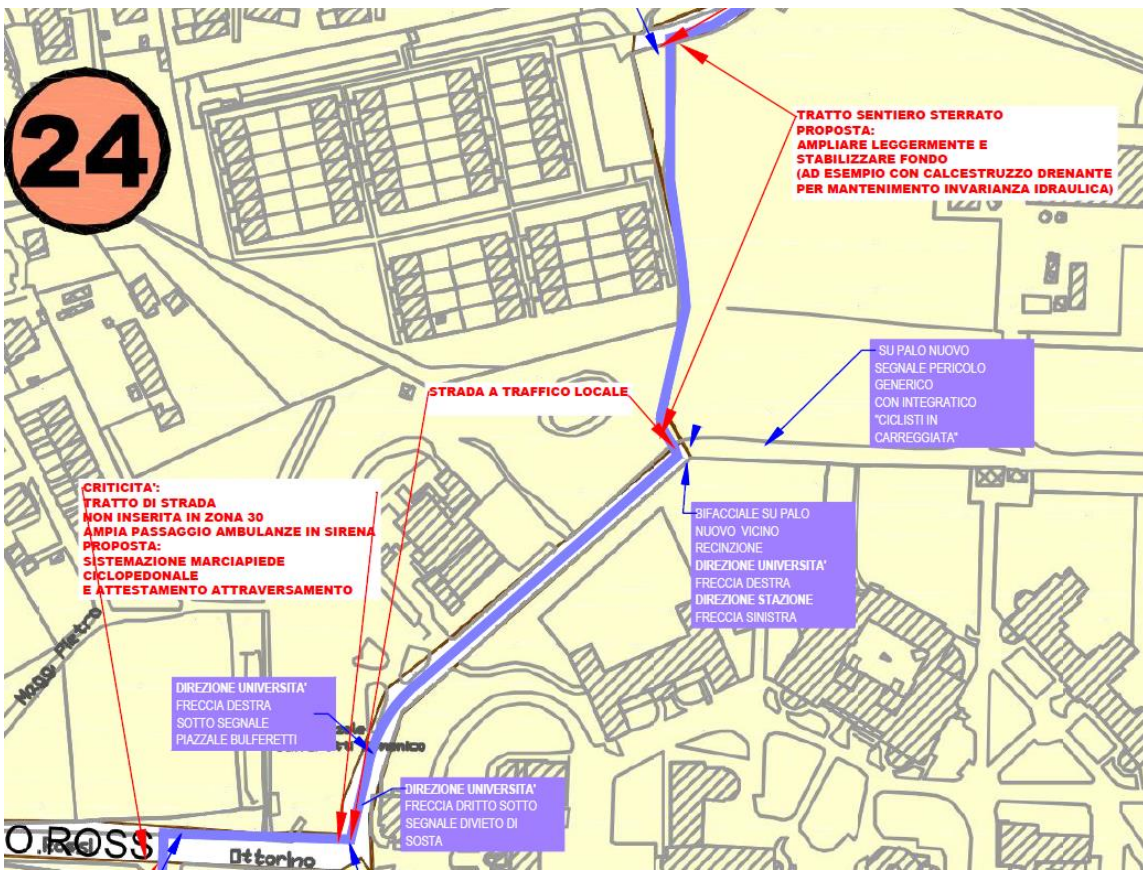 24
TRATTO SENTIERO STERRATO
PROPOSTA:
AMPLIARE LEGGERMENTE E
STABILIZZARE FONDO
(AD ESEMPIO CON CALCESTRUZZO DRENANTE
PER MANTENIMENTO INVARIANZA IDRAULICA)
SU PALO NUOVO
SEGNALE PERICOLO
GENERICO
CON INTEGRATICO
"CICLISTI IN
CARREGGIATA"
STRADA A TRAFFICO LOCALE
CRITICITA':
TRATTO DI STRADA
NON INSERITA IN ZONA 30
AMPIA PASSAGGIO AMBULANZE IN SIRENA
PROPOSTA:
SISTEMAZIONE MARCIAPIEDE
CICLOPEDONALE
E ATTESTAMENTO ATTRAVERSAMENTO
BIFACCIALE SU PALO
NUOVO VICINO
RECINZIONE
DIREZIONE UNIVERSITA'
FRECCIA DESTRA
DIREZIONE STAZIONE
FRECCIA SINISTRA
Pietro
DIREZIONE UNIVERSITA'
FRECCIA DESTRA
SOTTO SEGNALE
PIAZZALE BULFERETTI
DIREZIONE UNIVERSITA'
FRECCIA DRITTO SOTTO
SEGNALE DIVIETO DI
SOSTA
O.ROSS
Ottorino